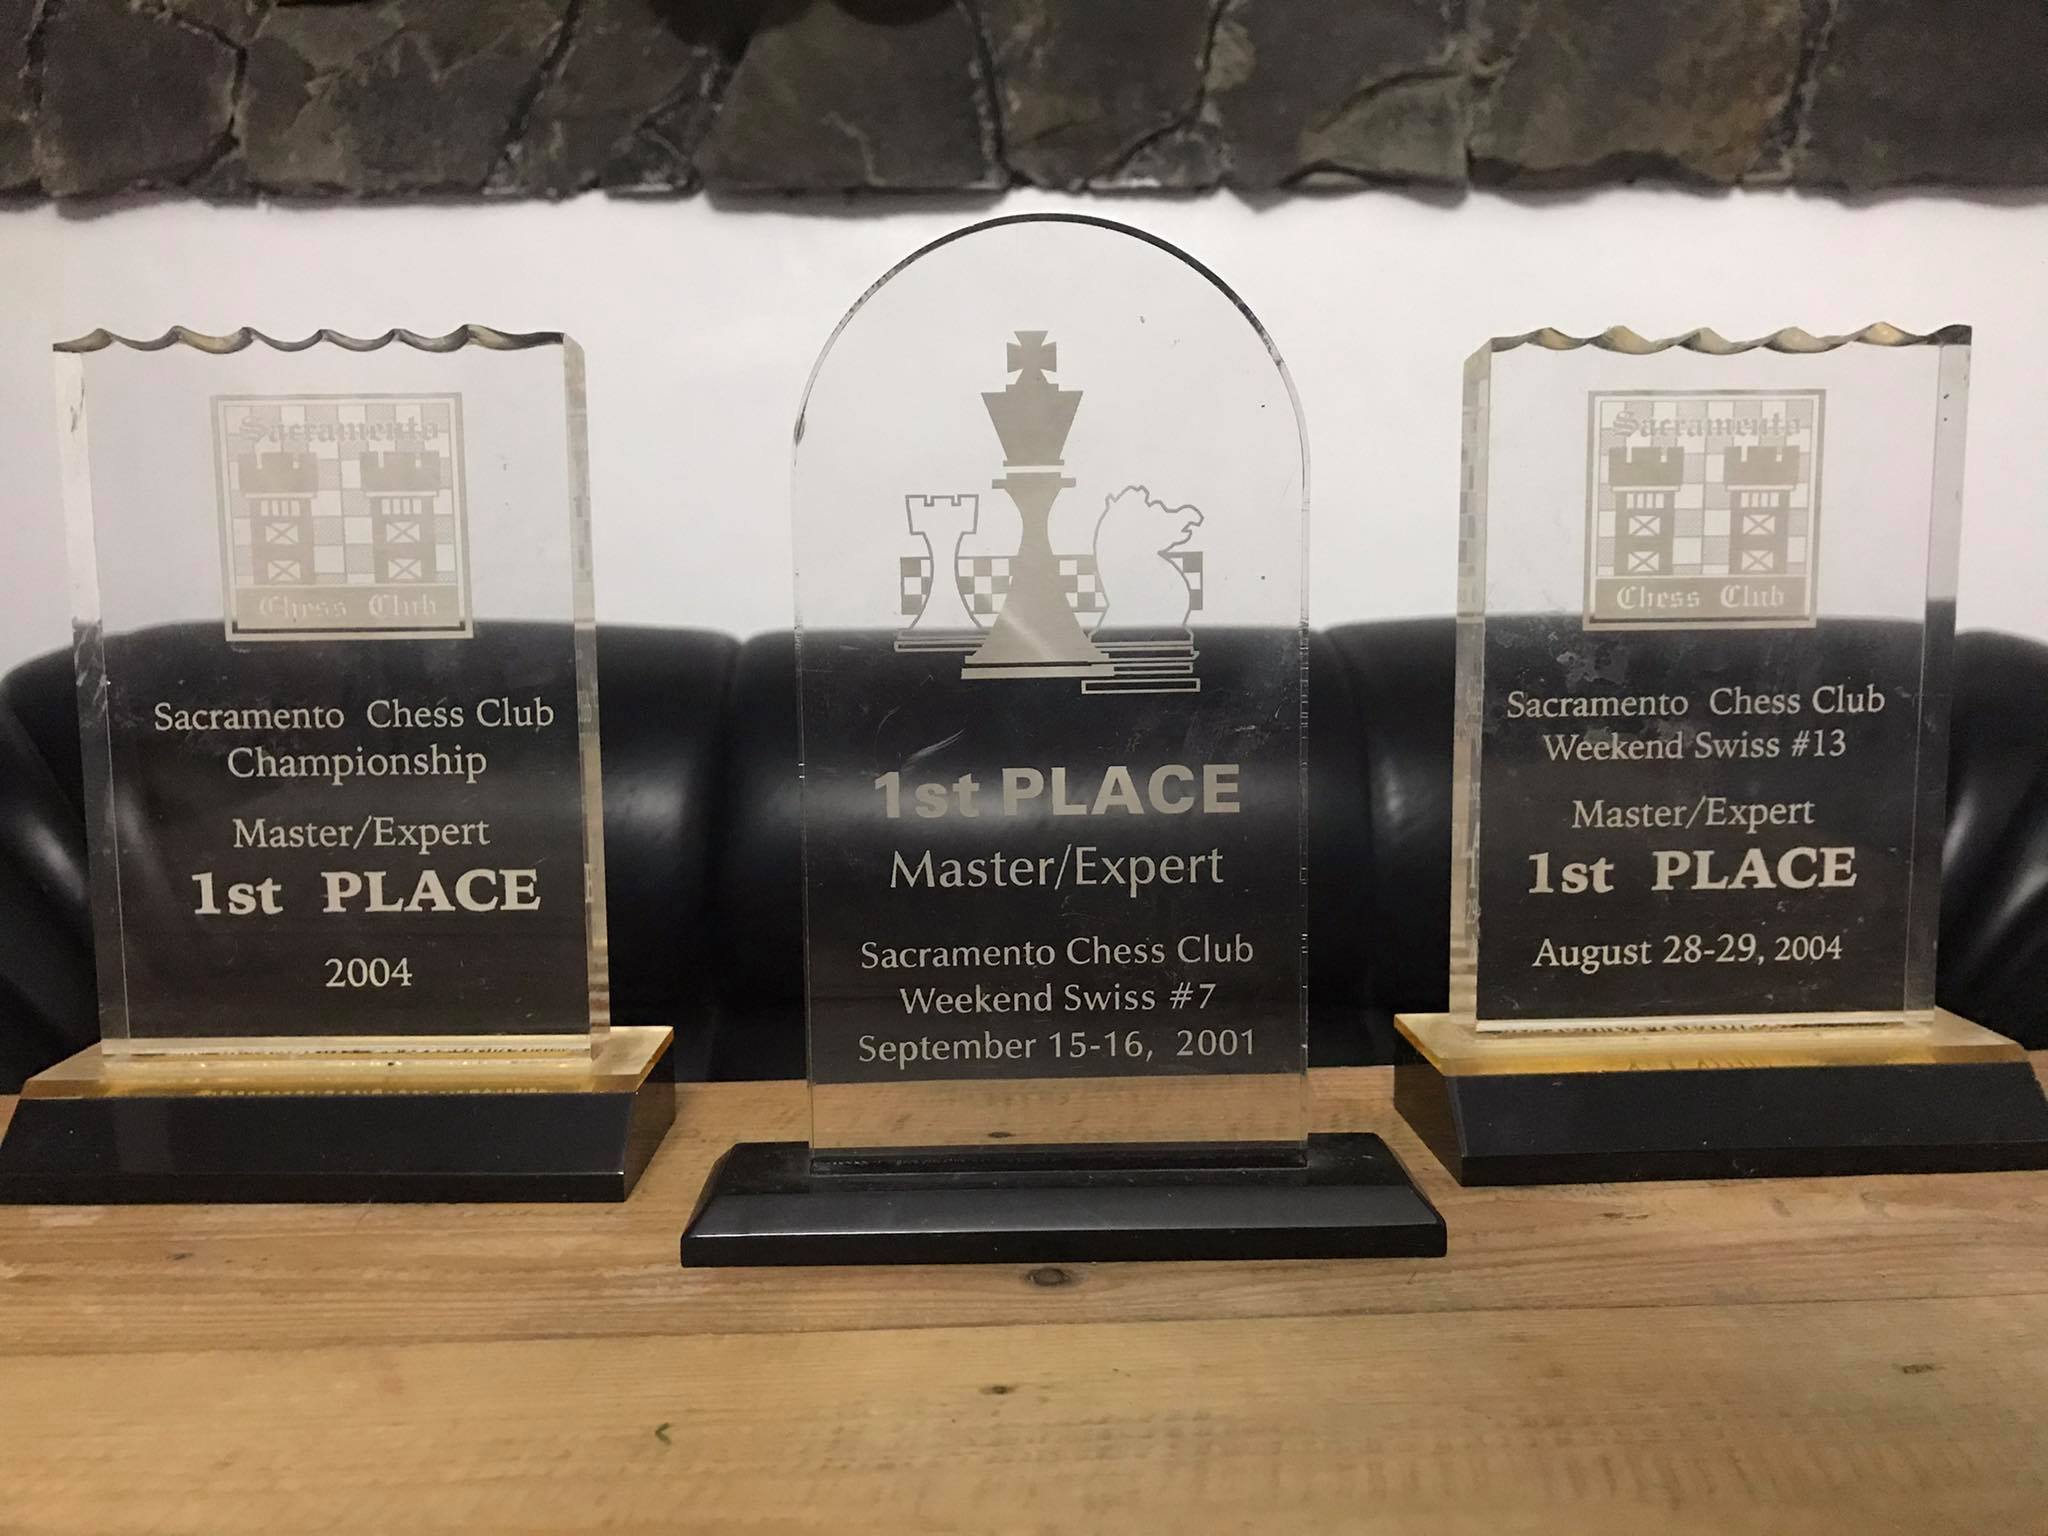 Sacramento
Chess Club
Sacramento Chess Club
Championship
Master/Expert
1st PLACE
2004
1st PLACE
Master/Expert
Sacramento Chess Club
Weekend Swiss #7
September 15-16, 2001
Sacramento
Chess Club
Sacramento Chess Club
Weekend Swiss #13
Master/Expert
1st PLACE
August 28-29, 2004